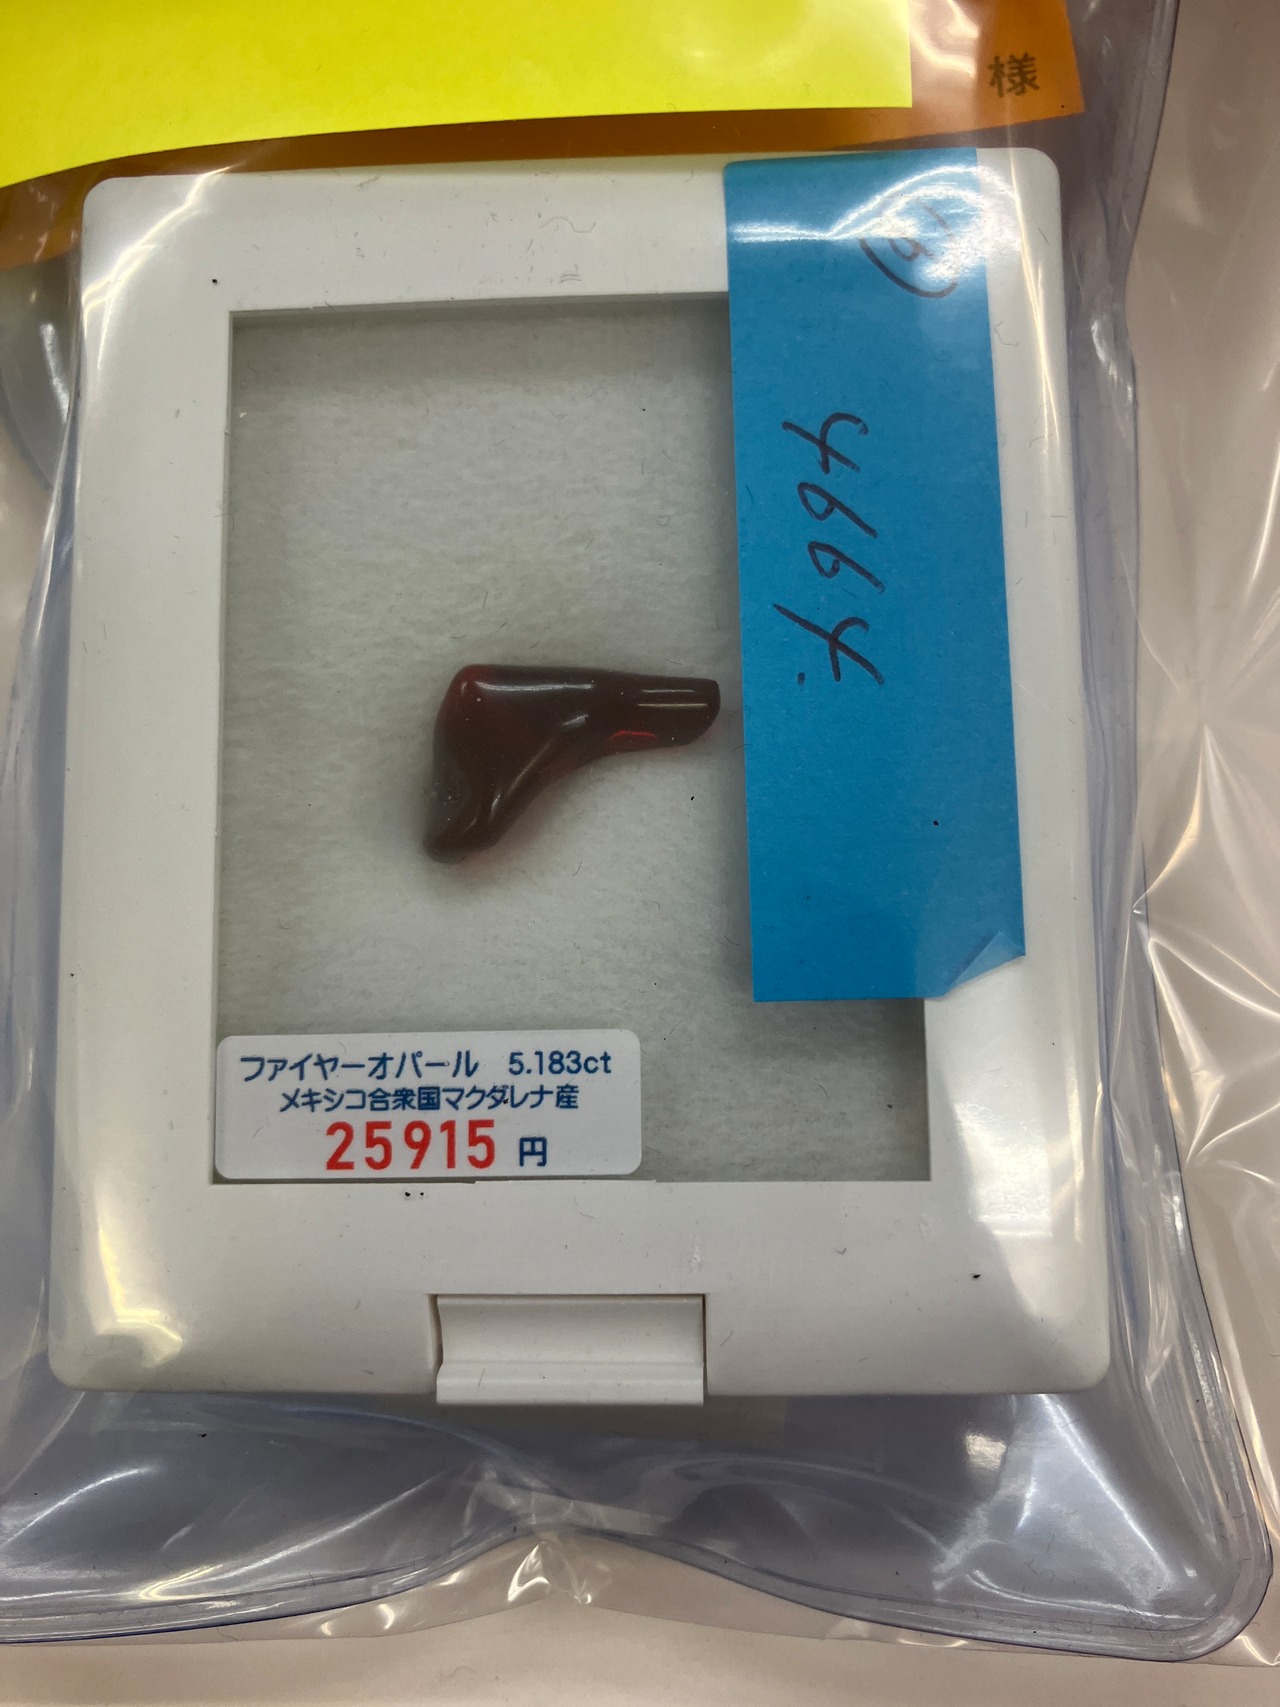 様
4664.
ファイヤーオパール 5.183ct
メキシコ合衆国マクダレナ産
25915 円